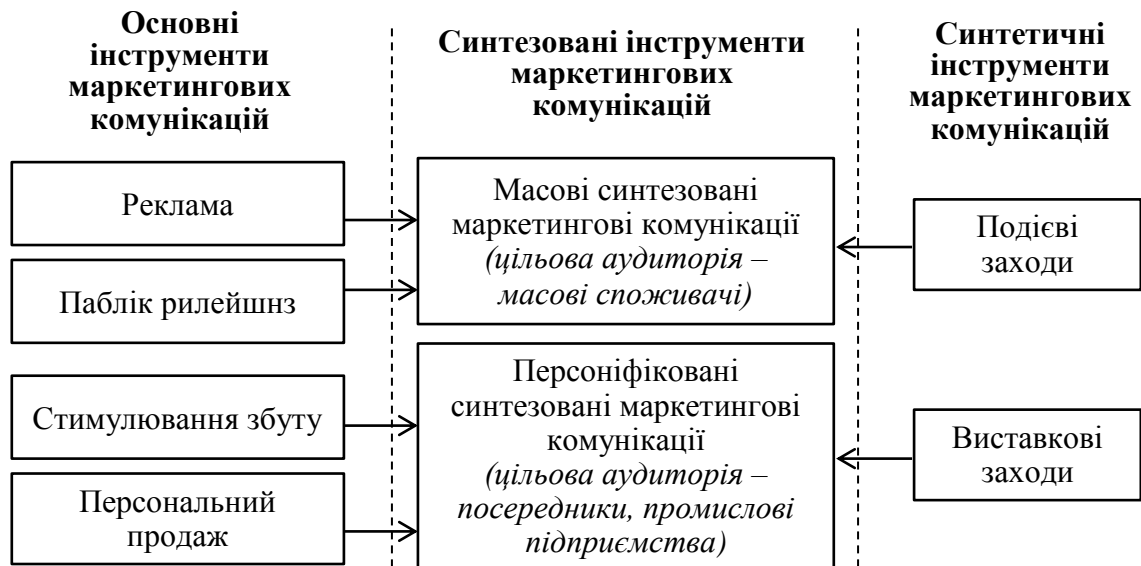 Основні
інструменти
маркетингових
комунікацій
Синтезовані інструменти
маркетингових
комунікацій
Синтетичні
інструменти
маркетингових
комунікацій
Реклама
Паблік рилейшнз
Стимулювання збуту
Персональний
продаж
Масові синтезовані
маркетингові комунікації
(цільова аудиторія –
масові споживачі)
Персоніфіковані
синтезовані маркетингові
комунікації
(цільова аудиторія –
посередники, промислові
підприємства)
Подієві
заходи
Виставкові
заходи